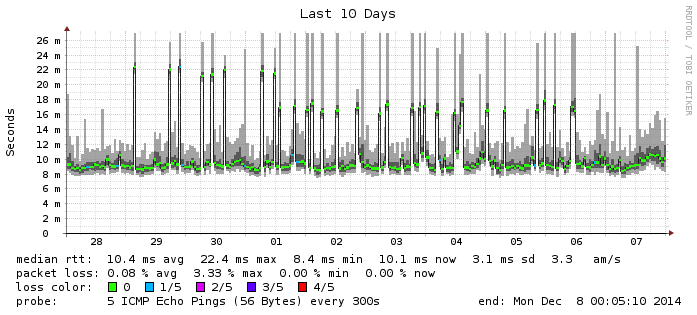 Last 10 Days
RRDTOOL / TOBI OETIKER
Seconds
26 m
24 m
22 m
20 m
18 m
16 m
14 m
12 m
10 m
8 m
6 m
4 m
2 m
0
28 29 30 01 02 03 04 05 06 07
median rtt: 10.4 ms avg 22.4 ms max 8.4 ms min 10.1 ms now 3.1 ms sd 3.3 am/s
packet loss: 0.08 % avg 3.33 % max 0.00 % min 0.00 % now
loss color: 0 1/5 2/5 3/5 4/5
probe: 5 ICMP Echo Pings (56 Bytes) every 300s end: Mon Dec 8 00:05:10 2014